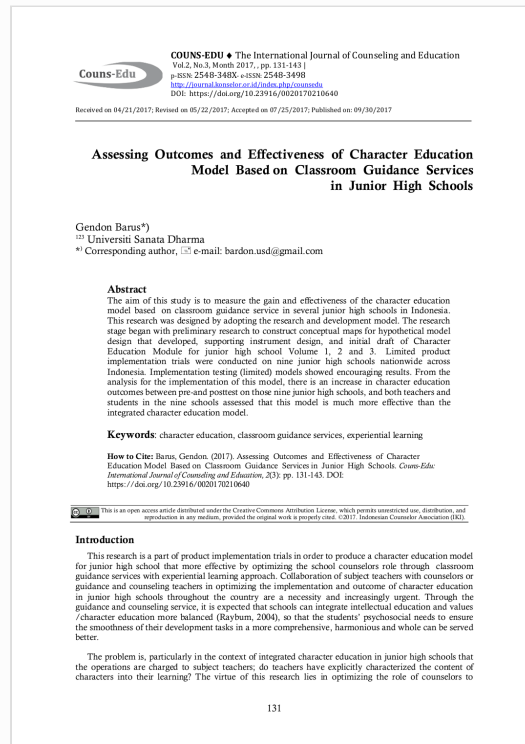 Couns-Edu
COUNS-EDU ♦ The International Journal of Counseling and Education
Vol.2, No.3, Month 2017, , pp. 131-143 |
p-ISSN: 2548-348X- e-ISSN: 2548-3498
http://journal.konselor.or.id/index.php/counsedu
DOI: https://doi.org/10.23916/0020170210640
Received on 04/21/2017; Revised on 05/22/2017; Accepted on 07/25/2017; Published on: 09/30/2017
Assessing Outcomes and Effectiveness of Character Education
Model Based on Classroom Guidance Services
in Junior High Schools
Gendon Barus*)
123 Universiti Sanata Dharma
*) Corresponding author, e-mail: bardon.usd@gmail.com
Abstract
The aim of this study is to measure the gain and effectiveness of the character education
model based on classroom guidance service in several junior high schools in Indonesia.
This research was designed by adopting the research and development model. The research
stage began with preliminary research to construct conceptual maps for hypothetical model
design that developed, supporting instrument design, and initial draft of Character
Education Module for junior high school Volume 1, 2 and 3. Limited product
implementation trials were conducted on nine junior high schools nationwide across
Indonesia. Implementation testing (limited) models showed encouraging results. From the
analysis for the implementation of this model, there is an increase in character education
outcomes between pre-and posttest on those nine junior high schools, and both teachers and
students in the nine schools assessed that this model is much more effective than the
integrated character education model.
Keywords: character education, classroom guidance services, experiential learning
How to Cite: Barus, Gendon. (2017). Assessing Outcomes and Effectiveness of Character
Education Model Based on Classroom Guidance Services in Junior High Schools. Couns-Edu:
International Journal of Counseling and Education, 2(3): pp. 131-143. DOI:
https://doi.org/10.23916/0020170210640
This is an open access article distributed under the Creative Commons Attribution License, which permits unrestricted use, distribution, and
reproduction in any medium, provided the original work is properly cited. ©2017. Indonesian Counselor Association (IKI).
Introduction
This research is a part of product implementation trials in order to produce a character education model
for junior high school that more effective by optimizing the school counselors role through classroom
guidance services with experiential learning approach. Collaboration of subject teachers with counselors or
guidance and counseling teachers in optimizing the implementation and outcome of character education
in junior high schools throughout the country are a necessity and increasingly urgent. Through the
guidance and counseling service, it is expected that schools can integrate intellectual education and values
/character education more balanced (Raybum, 2004), so that the students' psychosocial needs to ensure
the smoothness of their development tasks in a more comprehensive, harmonious and whole can be served
better.
The problem is, particularly in the context of integrated character education in junior high schools that
the operations are charged to subject teachers; do teachers have explicitly characterized the content of
characters into their learning? The virtue of this research lies in optimizing the role of counselors to
131